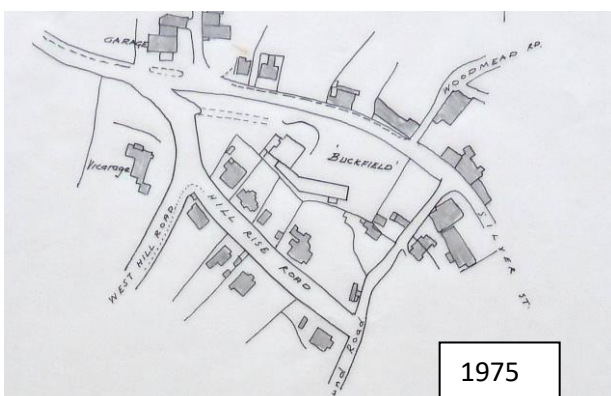 GARAGE
WOODMEAD RD.
'BUCKFIELD'
Vicarage
SILVER ST.
HILL RISE ROAD
WEST HILL ROAD
Road
1975